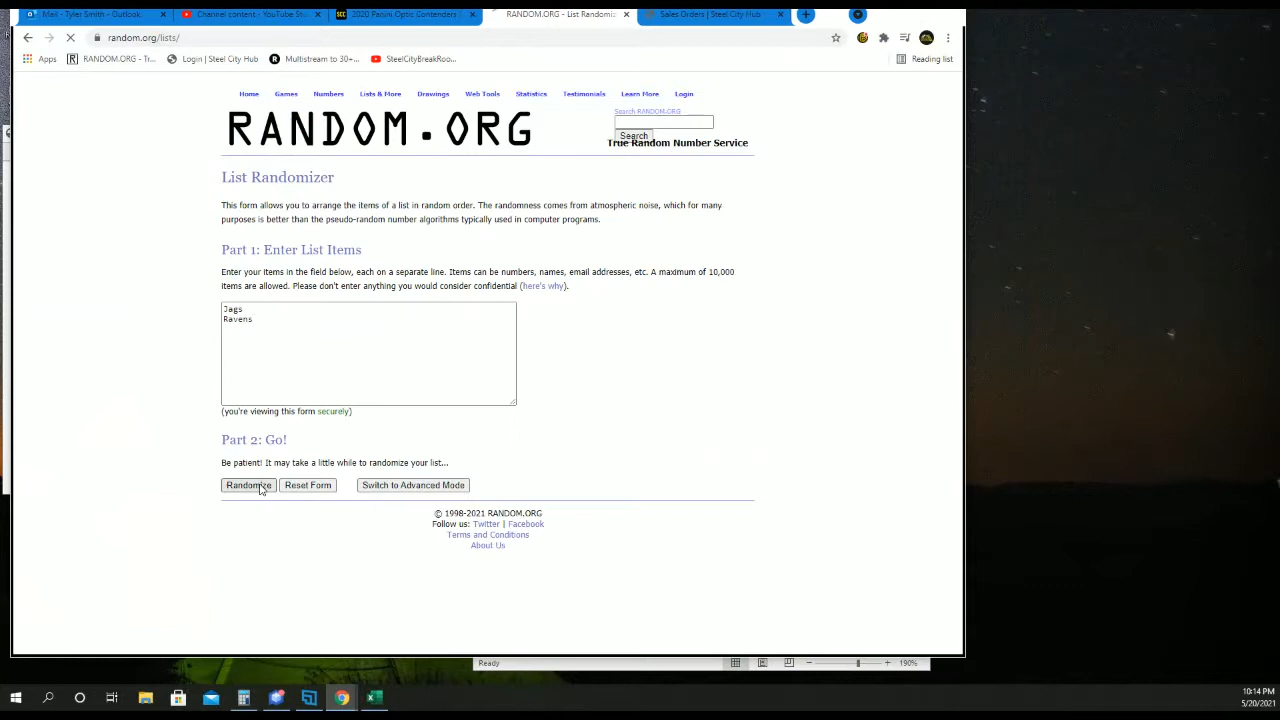 Mail - Tyler Smith - Outlook
Channel content - YouTube St
SCC 2020 Panini Optic Contenders
RANDOM.ORG - List Randomiz
Sales Orders | Steel City Hub
random.org/lists/
Apps
RANDOM.ORG - Tr...
Login | Steel City Hub
Multistream to 30+...
SteelCityBreakRoo...
Reading list
Home Games Numbers Lists & More Drawings Web Tools Statistics Testimonials Learn More Login
Search RANDOM.ORG
RANDOM.ORG
Search
True Random Number Service
List Randomizer
This form allows you to arrange the items of a list in random order. The randomness comes from atmospheric noise, which for many
purposes is better than the pseudo-random number algorithms typically used in computer programs.
Part 1: Enter List Items
Enter your items in the field below, each on a separate line. Items can be numbers, names, email addresses, etc. A maximum of 10,000
items are allowed. Please don't enter anything you would consider confidential (here's why).
Jags
Ravens
(you're viewing this form securely)
Part 2: Go!
Be patient! It may take a little while to randomize your list...
Randomize Reset Form Switch to Advanced Mode
© 1998-2021 RANDOM.ORG
Follow us: Twitter | Facebook
Terms and Conditions
About Us
Ready
190%
10:14 PM
5/20/2021